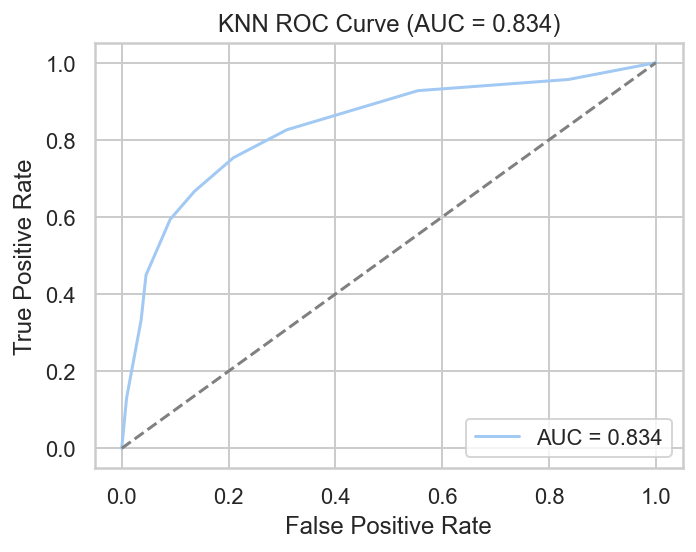 KNN ROC Curve (AUC = 0.834)
True Positive Rate
1.0
0.8
0.6
0.4
0.2
0.0
AUC = 0.834
0.0 0.2 0.4 0.6 0.8 1.0
False Positive Rate